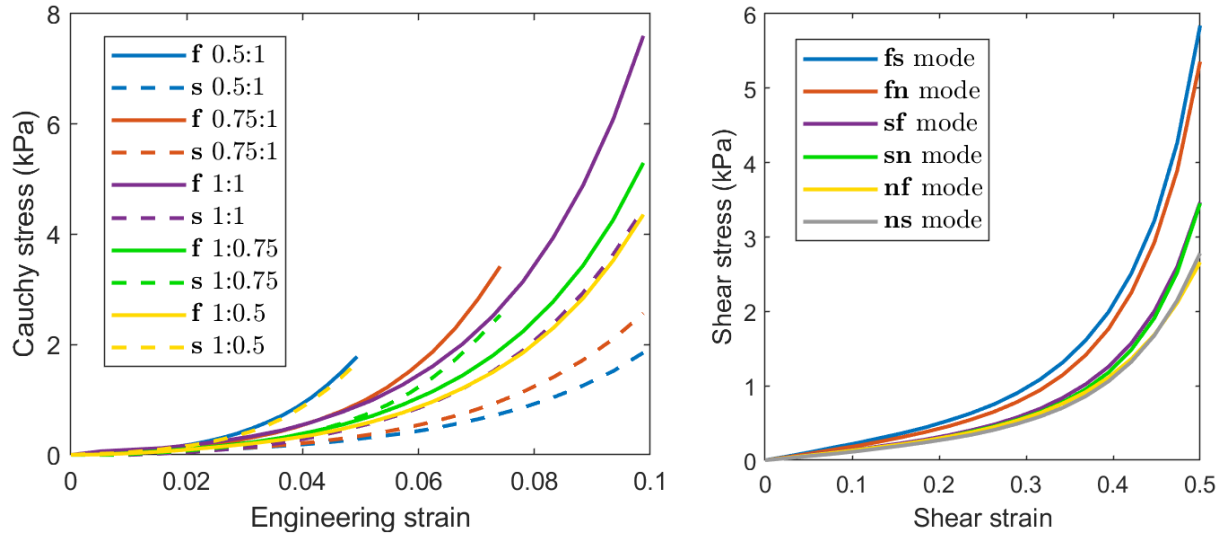 8
6
4
2
0
Cauchy stress (kPa)
f 0.5:1
s 0.5:1
f 0.75:1
s 0.75:1
f 1:1
s 1:1
f 1:0.75
s 1:0.75
f 1:0.5
s 1:0.5
0 0.02 0.04 0.06 0.08 0.1
Engineering strain
6
5
4
3
2
1
0
Shear stress (kPa)
fs mode
fn mode
sf mode
sn mode
nf mode
ns mode
0 0.1 0.2 0.3 0.4 0.5
Shear strain